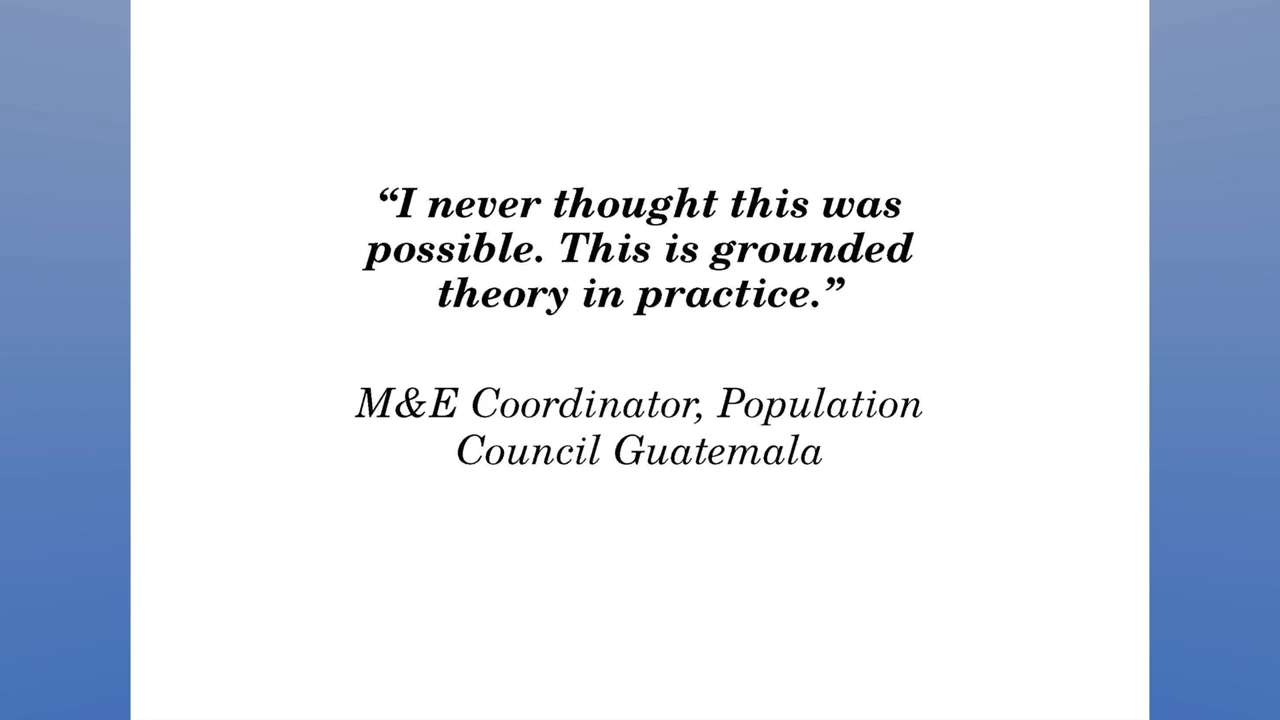 “I never thought this was
possible. This is grounded
theory in practice.”
M&E Coordinator, Population
Council Guatemala